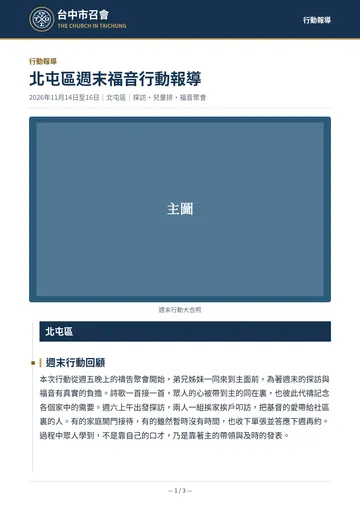 台中市召會
THE CHURCH IN TAICHUNG
行動報導
行動報導
北屯區週末福音行動報導
2026年11月14日至16日｜北屯區｜探訑・兒童排・福音聚會
主圖
週末行動大合照
北屯區
週末行動回顧
本次行動從週五晚上的禱告聚會開始，弟兄姊妹一同來到主面前，為著週末的探訪與
福音有真實的負擔。詩歌一首接一首，眾人的心被帶到主的同在裏，也彼此代禱記念
各個家中的需要。週六上午出發探訪，兩人一組挨家挨戶叩訪，把基督的愛帶給社區
裏的人。有的家庭開門接待，有的雖然暫時沒有時間，也收下單張並答應下週再約。
過程中眾人學到，不是靠自己的口才，乃是靠著主的帶領與及時的發表。
— 1 / 3 —